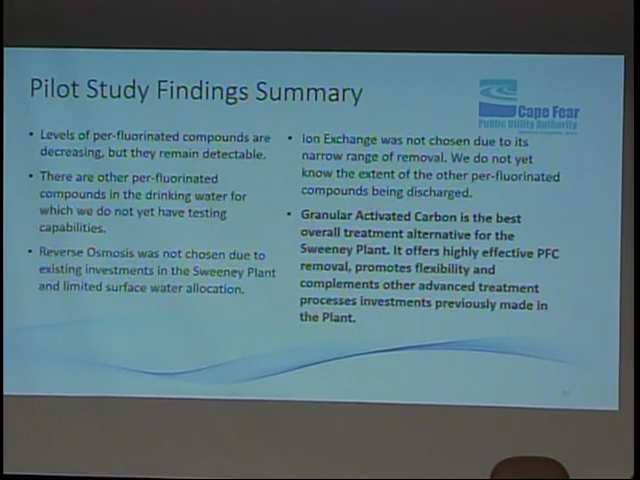 Pilot Study Findings Summary
Cape Fear
Public Utility Authority
• Levels of per-fluorinated compounds are
decreasing, but they remain detectable.
• There are other per-fluorinated
compounds in the drinking water for
which we do not yet have testing
capabilities.
• Reverse Osmosis was not chosen due to
existing investments in the Sweeney Plant
and limited surface water allocation.
• Ion Exchange was not chosen due to its
narrow range of removal. We do not yet
know the extent of the other per-fluorinated
compounds being discharged.
• Granular Activated Carbon is the best
overall treatment alternative for the
Sweeney Plant. It offers highly effective PFC
removal, promotes flexibility and
complements other advanced treatment
processes investments previously made in
the Plant.